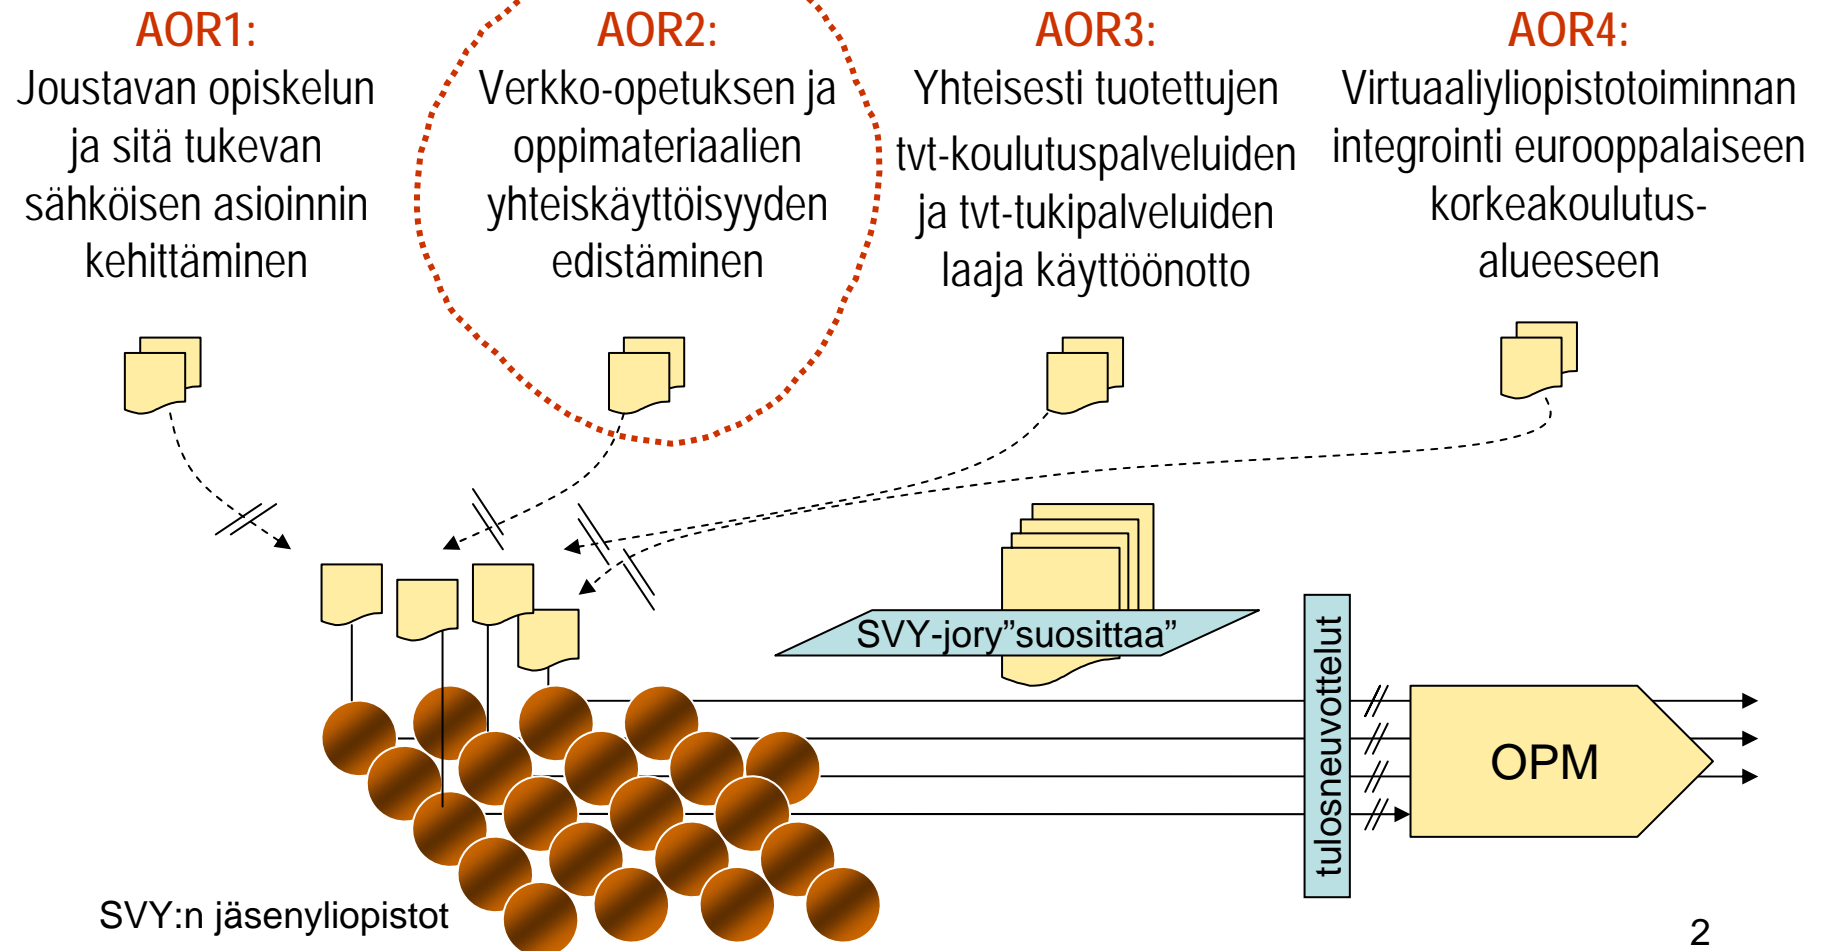 AOR1:
Joustavan opiskelun
ja sitä tukevan
sähköisen asioinnin
kehittäminen
AOR2:
Verkko-opetuksen ja
oppimateriaalien
yhteiskäyttöisyyden
edistäminen
AOR3:
Yhteisesti tuotettujen
tvt-koulutuspalveluiden
ja tvt-tukipalveluiden
laaja käyttöönotto
AOR4:
Virtuaaliyliopistotoiminnan
integrointi eurooppalaiseen
korkeakoulutus-
alueeseen
SVY-jory"suosittaa"
tulosneuvottelut
OPM
SVY:n jäsenyliopistot
2